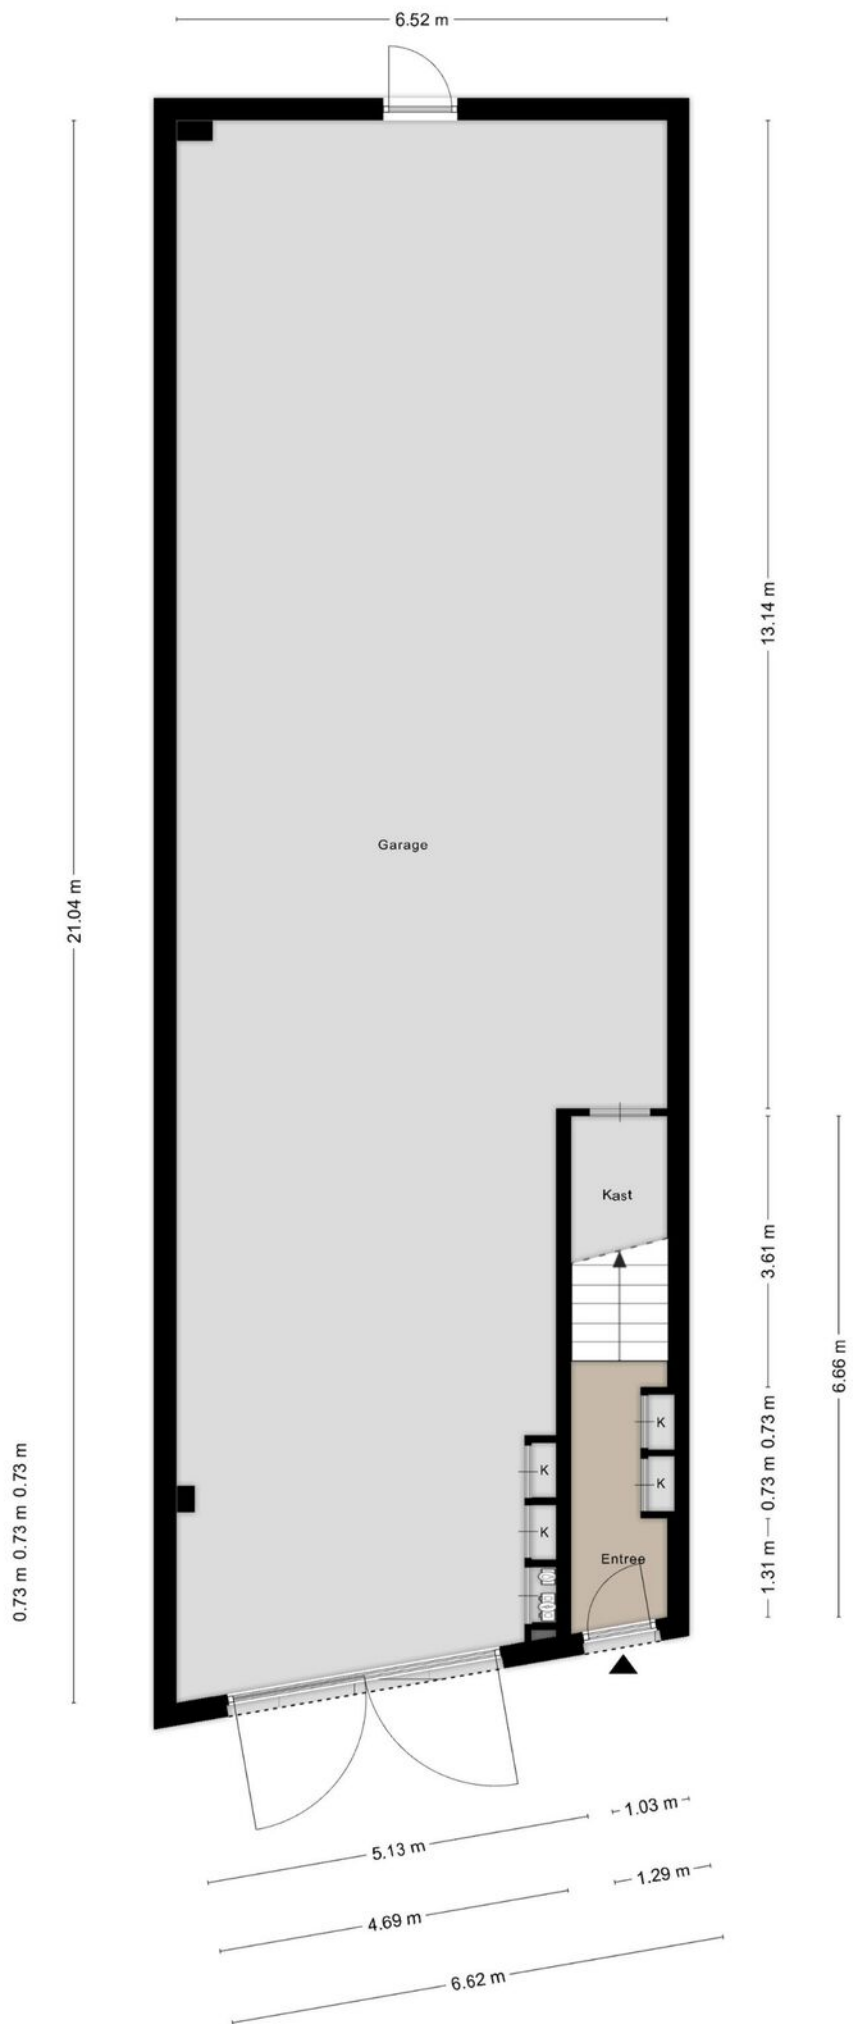 6.52 m
13.14 m
Garage
21.04 m
Kast
3.61 m
6.66 m
K
K
0.73 m 0.73 m
K
K
0.73 m 0.73 m 0.73 m
Entree
1.31 m
1.03 m
5.13 m
1.29 m
4.69 m
6.62 m